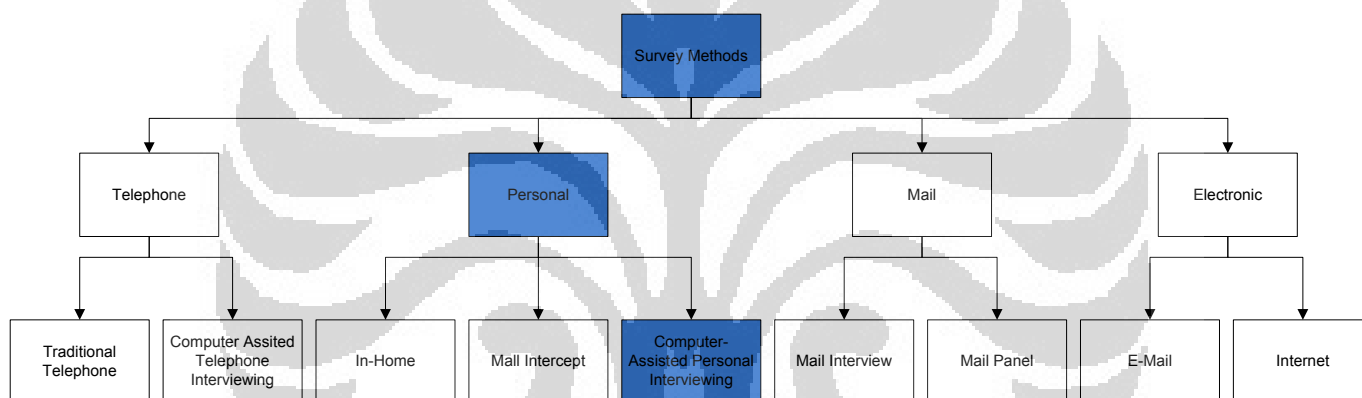 Survey Methods
Telephone
Personal
Mail
Electronic
Traditional
Telephone
Computer Assited
Telephone
Interviewing
In-Home
Mall Intercept
Computer-
Assisted Personal
Interviewing
Mail Interview
Mail Panel
E-Mail
Internet